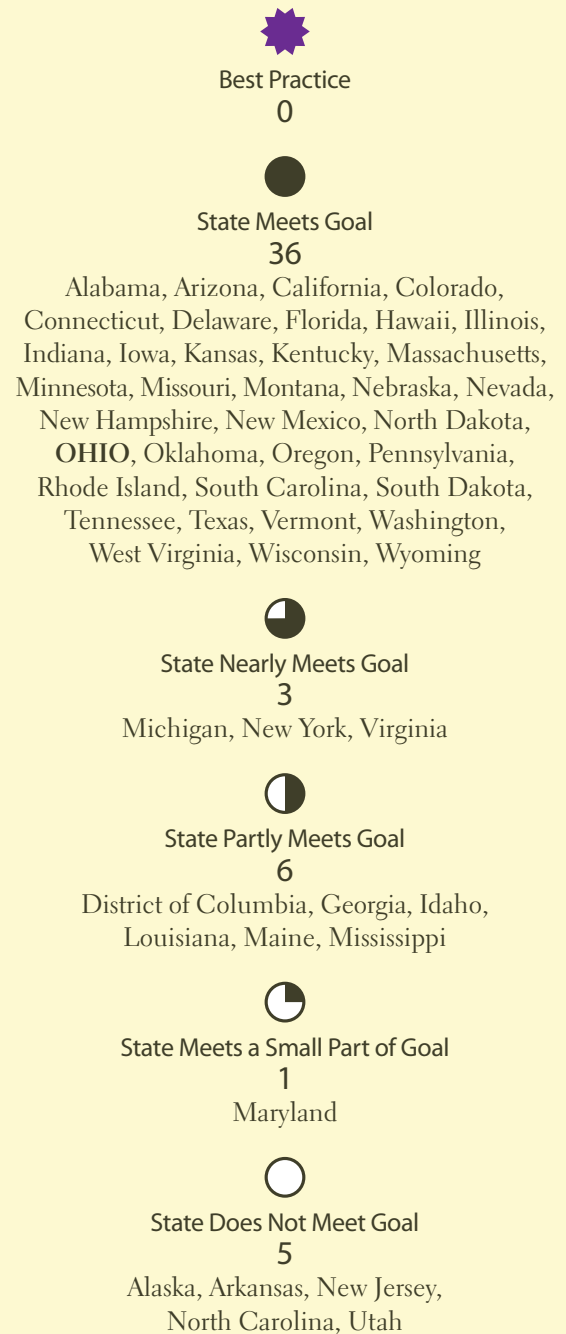 Best Practice
0
State Meets Goal
36
Alabama, Arizona, California, Colorado,
Connecticut, Delaware, Florida, Hawaii, Illinois,
Indiana, Iowa, Kansas, Kentucky, Massachusetts,
Minnesota, Missouri, Montana, Nebraska, Nevada,
New Hampshire, New Mexico, North Dakota,
OHIO, Oklahoma, Oregon, Pennsylvania,
Rhode Island, South Carolina, South Dakota,
Tennessee, Texas, Vermont, Washington,
West Virginia, Wisconsin, Wyoming
State Nearly Meets Goal
3
Michigan, New York, Virginia
State Partly Meets Goal
6
District of Columbia, Georgia, Idaho,
Louisiana, Maine, Mississippi
State Meets a Small Part of Goal
1
Maryland
State Does Not Meet Goal
5
Alaska, Arkansas, New Jersey,
North Carolina, Utah